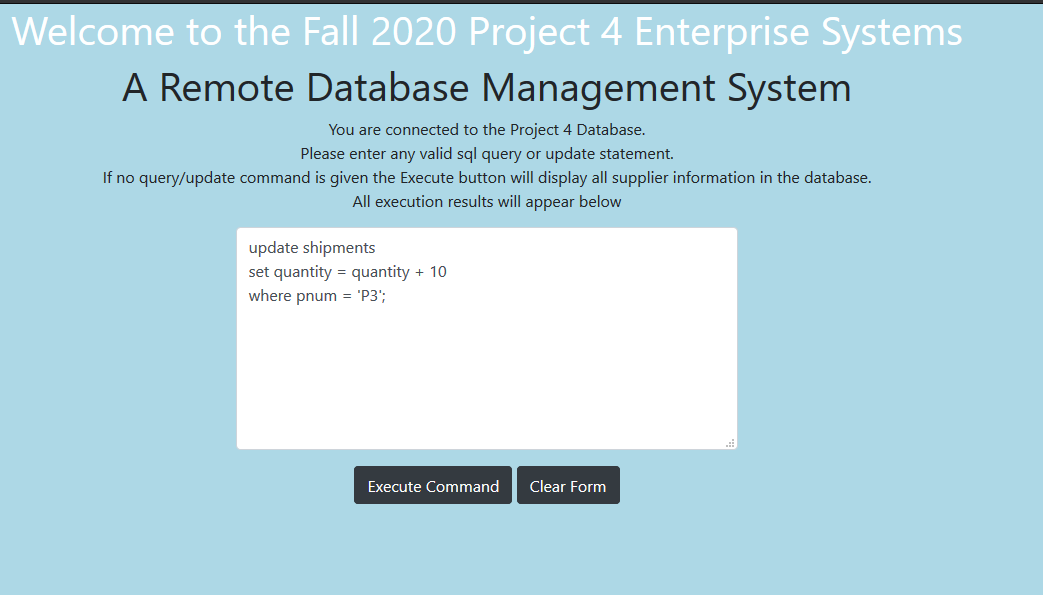 Welcome to the Fall 2020 Project 4 Enterprise Systems
A Remote Database Management System
You are connected to the Project 4 Database.
Please enter any valid sql query or update statement.
If no query/update command is given the Execute button will display all supplier information in the database.
All execution results will appear below
update shipments
set quantity = quantity + 10
where pnum = 'P3';
Execute Command Clear Form